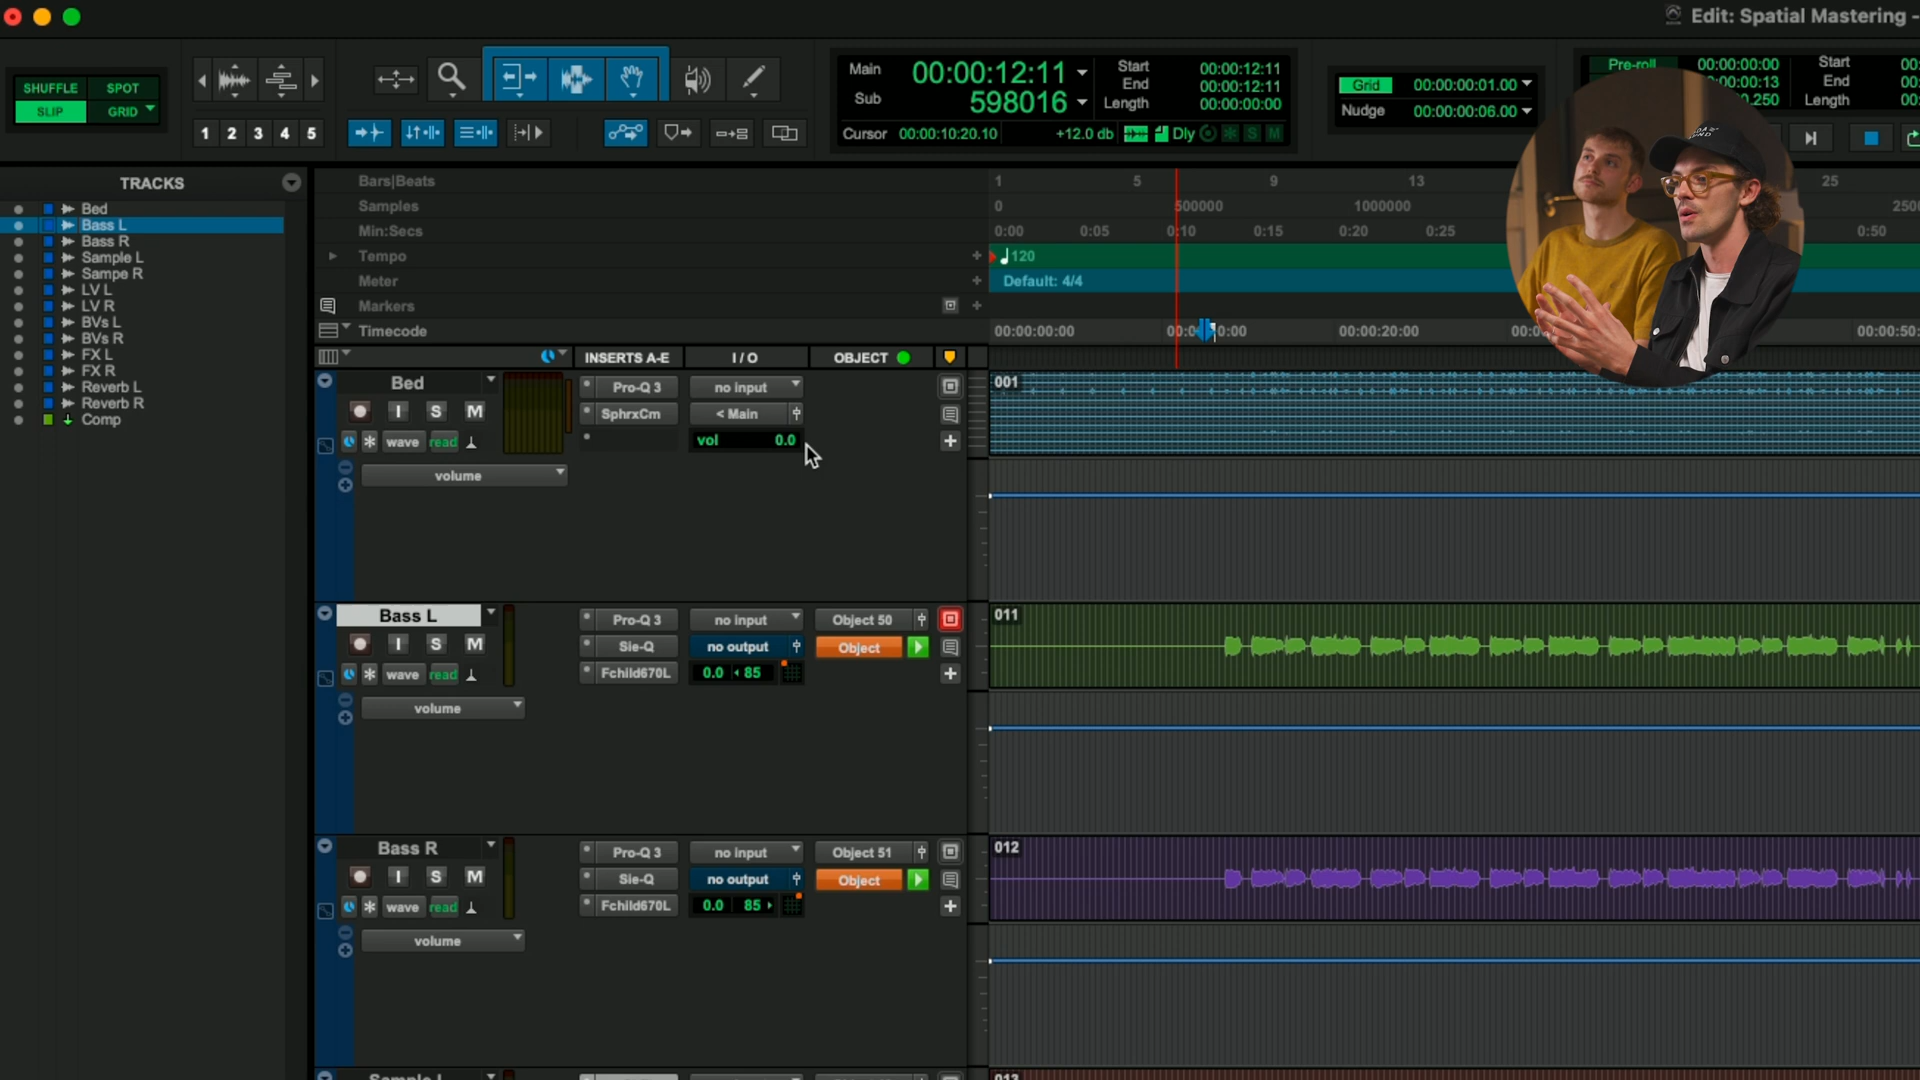 Edit: Spatial Mastering -
SHUFFLE SPOT
SLIP GRID
1 2 3 4 5
Main 00:00:12:11
Sub 598016
Start 00:00:12:11
End 00:00:12:11
Length 00:00:00:00
Cursor 00:00:10:20.10 +12.0 db Dly S M
Grid 00:00:00:01.00
Nudge 00:00:00:06.00
Pre-roll 00:00:00:00
Start 00:
End
Length
TRACKS
Bed
Bass L
Bass R
Sample L
Sampe R
LV L
LV R
BVs L
BVs R
FX L
FX R
Reverb L
Reverb R
Comp
Bars|Beats 1 5 9 13 25
Samples 0 500000 1000000
Min:Secs 0:00 0:05 0:10 0:15 0:20 0:25 0:50
Tempo 120
Meter Default: 4/4
Markers
Timecode 00:00:00:00 00:00:20:00
INSERTS A-E I / O OBJECT
Bed Pro-Q 3 no input 001
I S M SphrxCm < Main
wave read vol 0.0
volume
Bass L Pro-Q 3 no input Object 50 011
I S M Sie-Q no output Object
wave read Fchild670L 0.0 85
volume
Bass R Pro-Q 3 no input Object 51 012
I S M Sie-Q no output Object
wave read Fchild670L 0.0 85
volume